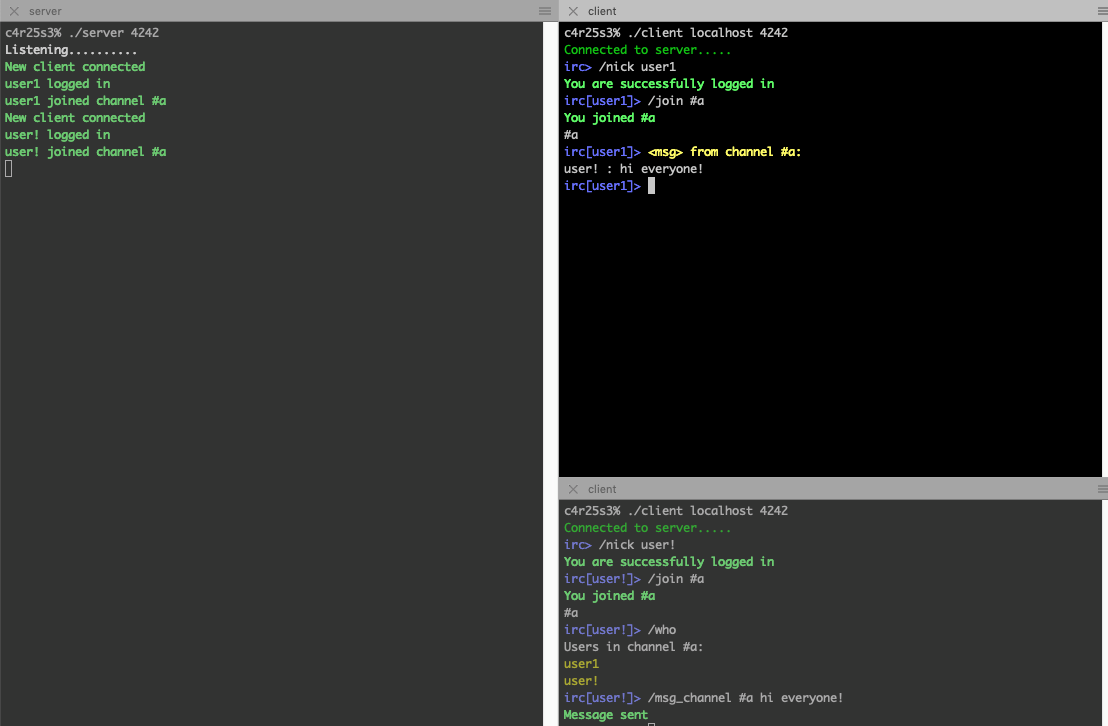 server
c4r25s3% ./server 4242
Listening..........
New client connected
user1 logged in
user1 joined channel #a
New client connected
user! logged in
user! joined channel #a
client
c4r25s3% ./client localhost 4242
Connected to server.....
irc> /nick user1
You are successfully logged in
irc[user1]> /join #a
You joined #a
#a
irc[user1]> <msg> from channel #a:
user! : hi everyone!
irc[user1]>
client
c4r25s3% ./client localhost 4242
Connected to server.....
irc> /nick user!
You are successfully logged in
irc[user!]> /join #a
You joined #a
#a
irc[user!]> /who
Users in channel #a:
user1
user!
irc[user!]> /msg_channel #a hi everyone!
Message sent